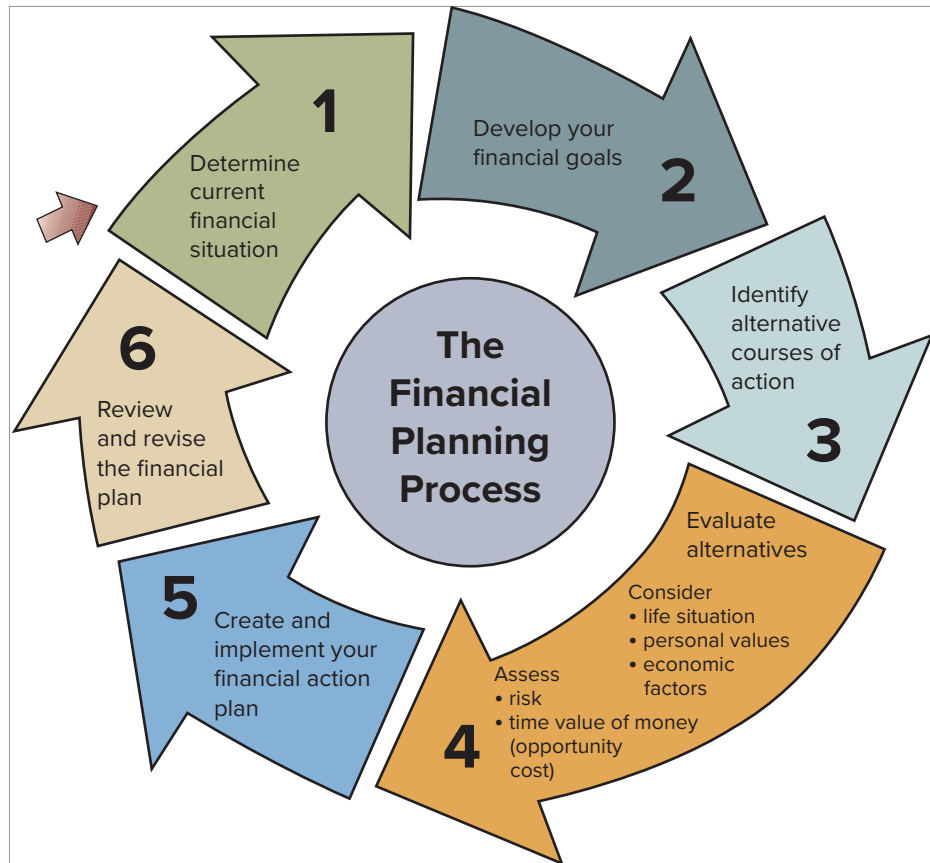 1
Determine
current
financial
situation
Develop your
financial goals
2
Identify
alternative
courses of
action
3
Evaluate
alternatives
Consider
• life situation
• personal values
• economic
factors
Assess
• risk
• time value of money
(opportunity
cost)
4
5
Create and
implement your
financial action
plan
6
Review
and revise
the financial
plan
The
Financial
Planning
Process